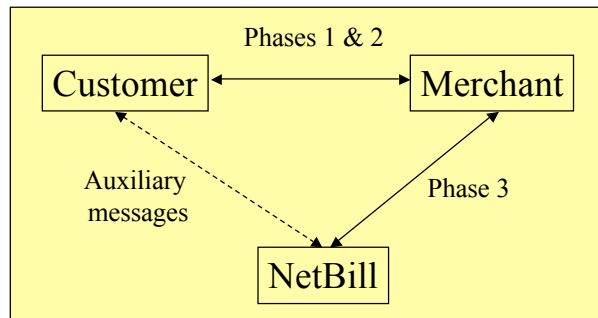 Phases 1 & 2
Customer
Merchant
Auxiliary
messages
Phase 3
NetBill